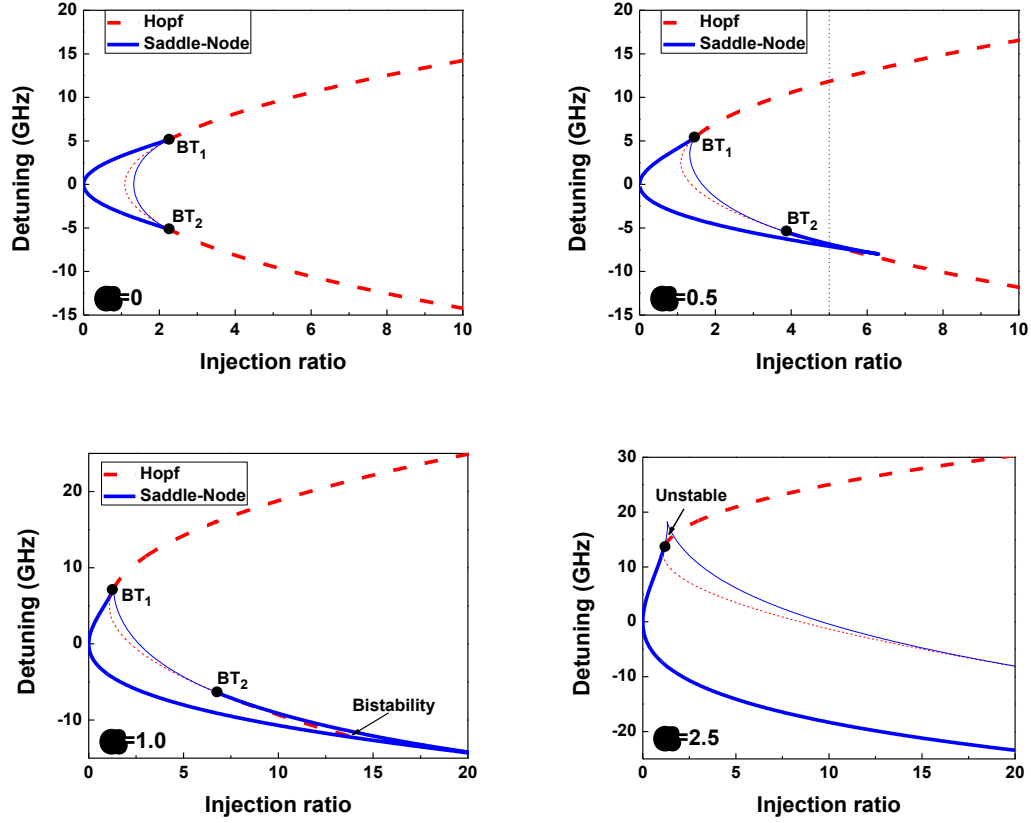 20
15
10
5
0
-5
-10
-15
Detuning (GHz)
Hopf
Saddle-Node
BT1
BT2
=0
0 2 4 6 8 10
Injection ratio
20
15
10
5
0
-5
-10
-15
Detuning (GHz)
Hopf
Saddle-Node
BT1
BT2
=0.5
0 2 4 6 8 10
Injection ratio
20
10
0
-10
Detuning (GHz)
Hopf
Saddle-Node
BT1
BT2
Bistability
=1.0
0 5 10 15 20
Injection ratio
30
20
10
0
-10
-20
Detuning (GHz)
Unstable
=2.5
0 5 10 15 20
Injection ratio